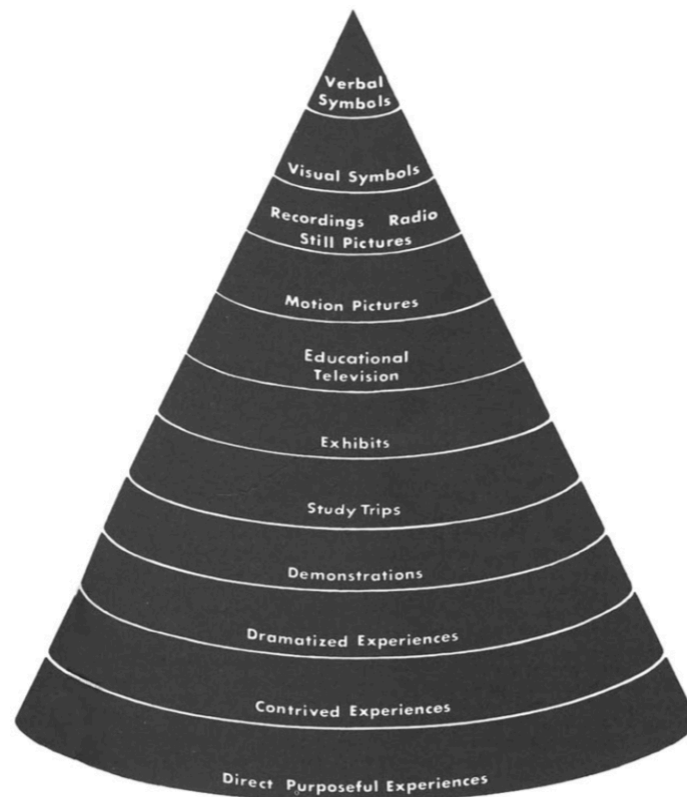 Verbal
Symbols
Visual Symbols
Recordings Radio
Still Pictures
Motion Pictures
Educational
Television
Exhibits
Study Trips
Demonstrations
Dramatized Experiences
Contrived Experiences
Direct Purposeful Experiences